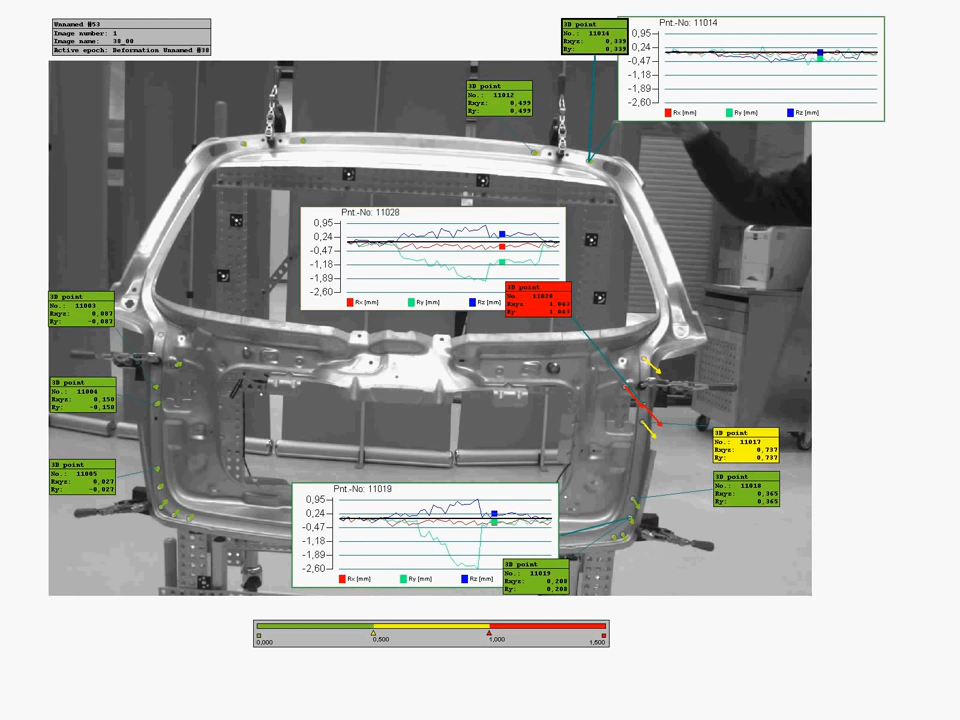 Unnamed #53
Image number: 1
Image name: 38_00
Active epoch: Deformation Unnamed #38
3D point
No.: 11014
Rxyz: 0,339
Ry: 0,339
Pnt.-No: 11014
0,95
0,24
-0,47
-1,18
-1,89
-2,60
Rx [mm]
Ry [mm]
Rz [mm]
3D point
No.: 11012
Rxyz: 0,499
Ry: 0,499
Pnt.-No: 11028
0,95
0,24
-0,47
-1,18
-1,89
-2,60
Rx [mm]
Ry [mm]
Rz [mm]
3D point
No. 11028
Rxyz 1,063
Ry 1,063
3D point
No.: 11003
Rxyz: 0,087
Ry: -0,087
3D point
No.: 11004
Rxyz: 0,150
Ry: -0,150
3D point
No.: 11017
Rxyz: 0,737
Ry: 0,737
3D point
No.: 11005
Rxyz: 0,027
Ry: -0,027
3D point
No.: 11018
Rxyz: 0,365
Ry: 0,365
Pnt.-No: 11019
0,95
0,24
-0,47
-1,18
-1,89
-2,60
Rx [mm]
Ry [mm]
Rz [mm]
3D point
No.: 11019
Rxyz: 0,208
Ry: 0,208
0,000
0,500
1,000
1,500